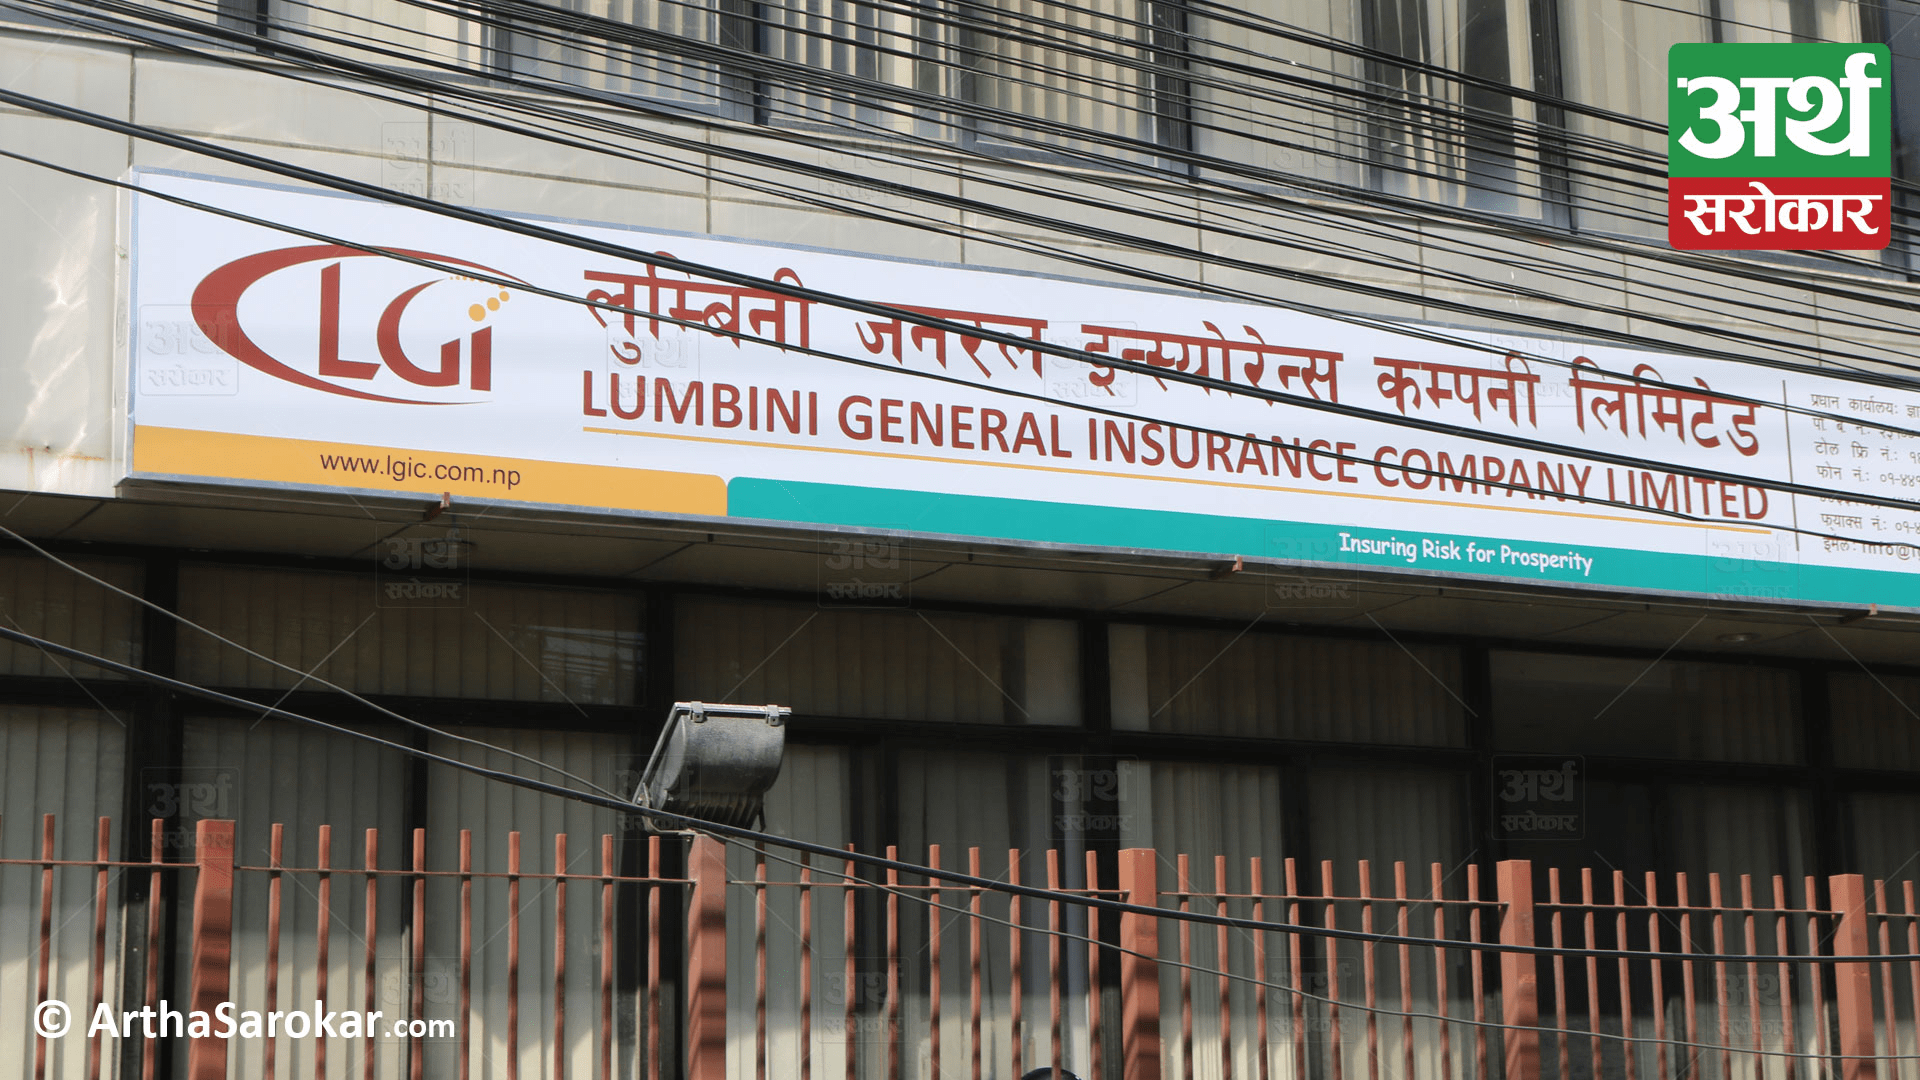 अर्थ
सरोकार
LGi
लुम्बिनी जनरल इन्स्योरेन्स कम्पनी लिमिटेड
LUMBINI GENERAL INSURANCE COMPANY LIMITED
www.lgic.com.np
Insuring Risk for Prosperity
प्रधान कार्यालय:
टोल फ्रि नं.:
फोन नं.:
फ्याक्स नं.:
© ArthaSarokar.com